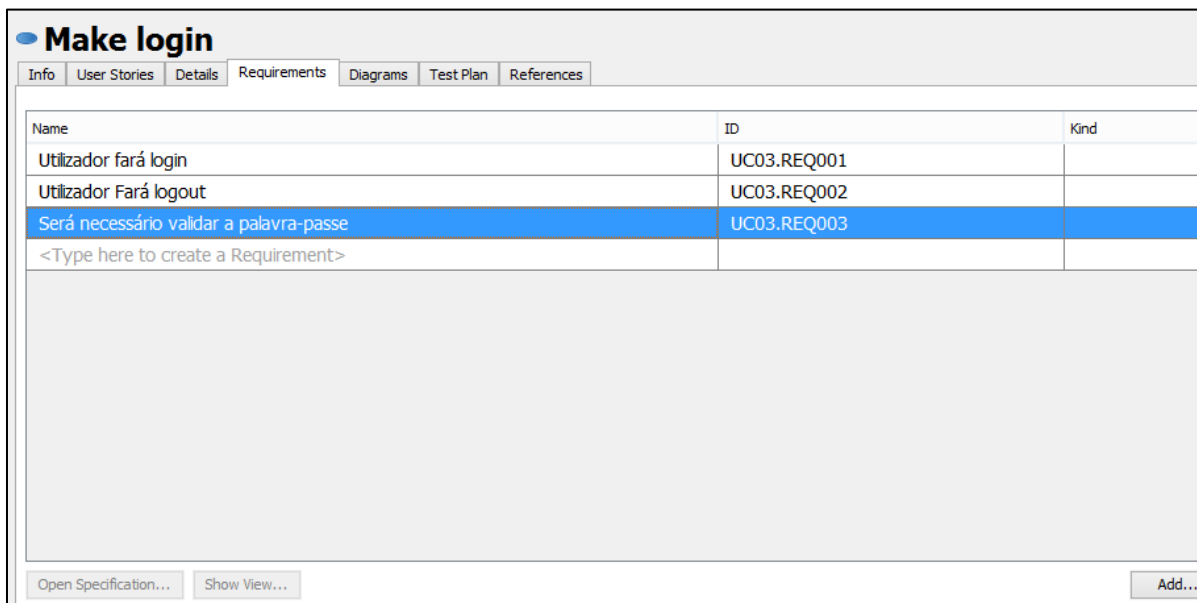 Make login
Info User Stories Details Requirements Diagrams Test Plan References
Name ID Kind
Utilizador fará login UC03.REQ001
Utilizador Fará logout UC03.REQ002
Será necessário validar a palavra-passe UC03.REQ003
<Type here to create a Requirement>
Open Specification... Show View... Add...